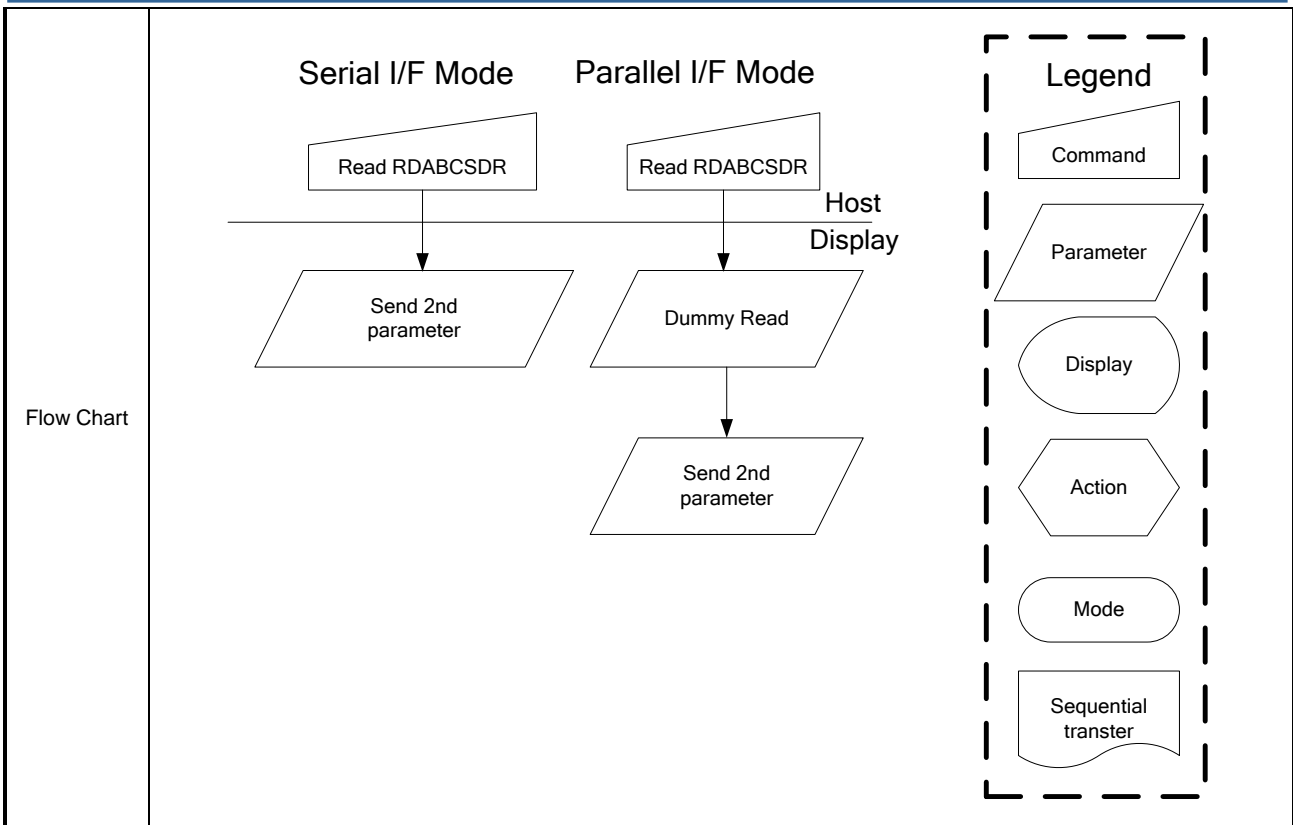 Flow Chart
Serial I/F Mode
Parallel I/F Mode
Read RDABCSDR
Read RDABCSDR
Host
Display
Send 2nd
parameter
Dummy Read
Send 2nd
parameter
Legend
Command
Parameter
Display
Action
Mode
Sequential
transter